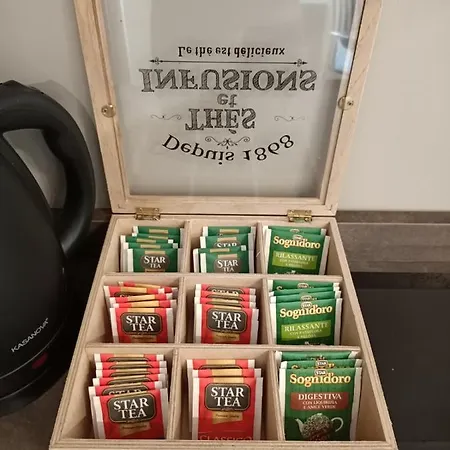 Le thé est délicieux
INFUSIONS
et
THÉS
Depuis 1868
KASANOVA
STAR
TEA
STAR
TEA
Sognidoro
RILASSANTE
STAR
TEA
STAR
TEA
Sognidoro
RILASSANTE
STAR
TEA
STAR
TEA
CLASSICO
Sognidoro
DIGESTIVA
CON LIQUIRIZIA
E ANICE VERDE